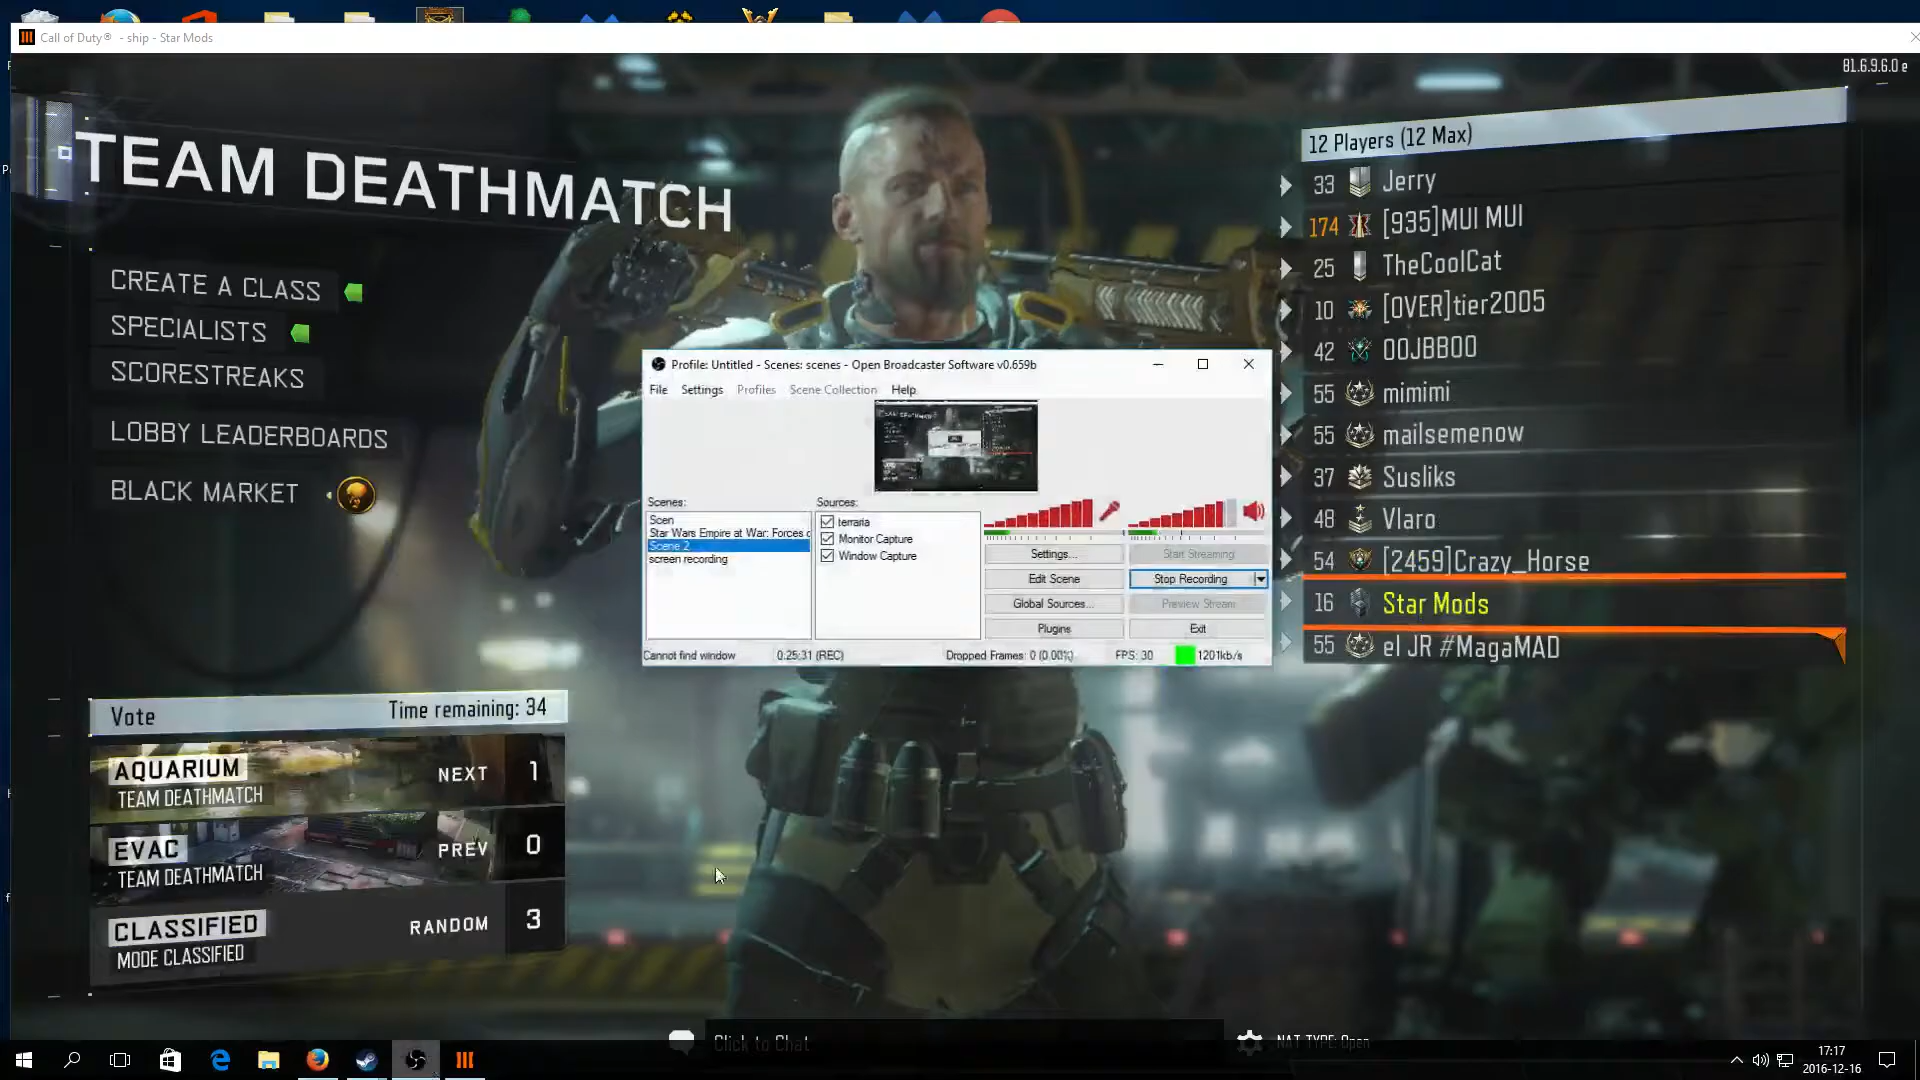 Call of Duty® - ship - Star Mods
81.6.9.6.0 e
TEAM DEATHMATCH
CREATE A CLASS
SPECIALISTS
SCORESTREAKS
LOBBY LEADERBOARDS
BLACK MARKET
12 Players (12 Max)
33 Jerry
174 [935]MUI MUI
25 TheCoolCat
10 [OVER]tier2005
42 OOJBBOO
55 mimimi
55 mailsemenow
37 Susliks
48 Vlaro
54 [2459]Crazy_Horse
16 Star Mods
55 el JR #MagaMAD
Profile: Untitled - Scenes: scenes - Open Broadcaster Software v0.659b
File Settings Profiles Scene Collection Help
Scenes:
Scen
Star Wars Empire at War: Forces
Scene 2
screen recording
Sources:
terraria
Monitor Capture
Window Capture
Settings... Start Streaming
Edit Scene Stop Recording
Global Sources... Preview Stream
Plugins Exit
Cannot find window 0:25:31 (REC) Dropped Frames: 0 (0.00%) FPS: 30 1201kb/s
Vote Time remaining: 34
AQUARIUM NEXT 1
TEAM DEATHMATCH
EVAC PREV 0
TEAM DEATHMATCH
CLASSIFIED RANDOM 3
MODE CLASSIFIED
Click to Chat
NAT TYPE: Open
17:17
2016-12-16